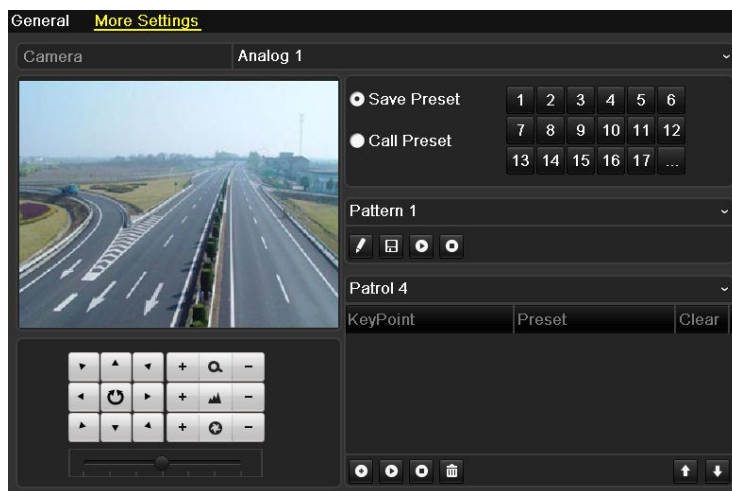 General More Settings
Camera Analog 1
Save Preset
Call Preset
1 2 3 4 5 6
7 8 9 10 11 12
13 14 15 16 17 ...
Pattern 1
Patrol 4
KeyPoint Preset Clear